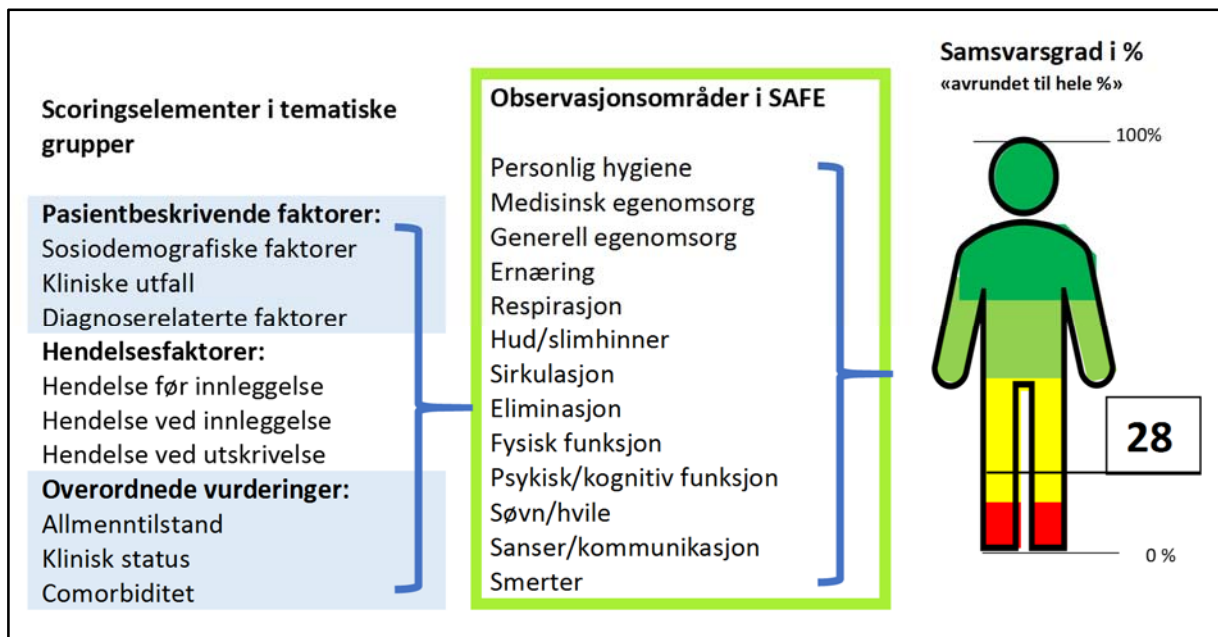 Scoringselementer i tematiske
grupper
Pasientbeskrivende faktorer:
Sosiodemografiske faktorer
Kliniske utfall
Diagnoserelaterte faktorer
Hendelsesfaktorer:
Hendelse før innleggelse
Hendelse ved innleggelse
Hendelse ved utskrivelse
Overordnede vurderinger:
Allmenntilstand
Klinisk status
Comorbiditet
Observasjonsområder i SAFE
Personlig hygiene
Medisinsk egenomsorg
Generell egenomsorg
Ernæring
Respirasjon
Hud/slimhinner
Sirkulasjon
Eliminasjon
Fysisk funksjon
Psykisk/kognitiv funksjon
Søvn/hvile
Sanser/kommunikasjon
Smerter
Samsvarsgrad i %
«avrundet til hele %»
100%
28
0 %